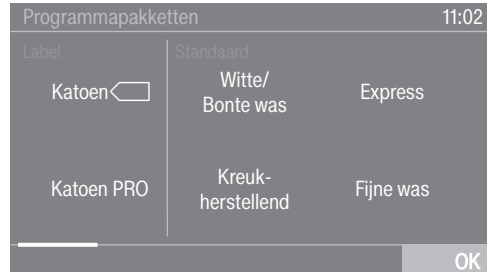 Programmapakketten 11:02
Label Standaard
Katoen
Witte/
Bonte was
Express
Katoen PRO
Kreuk-
herstellend
Fijne was
OK